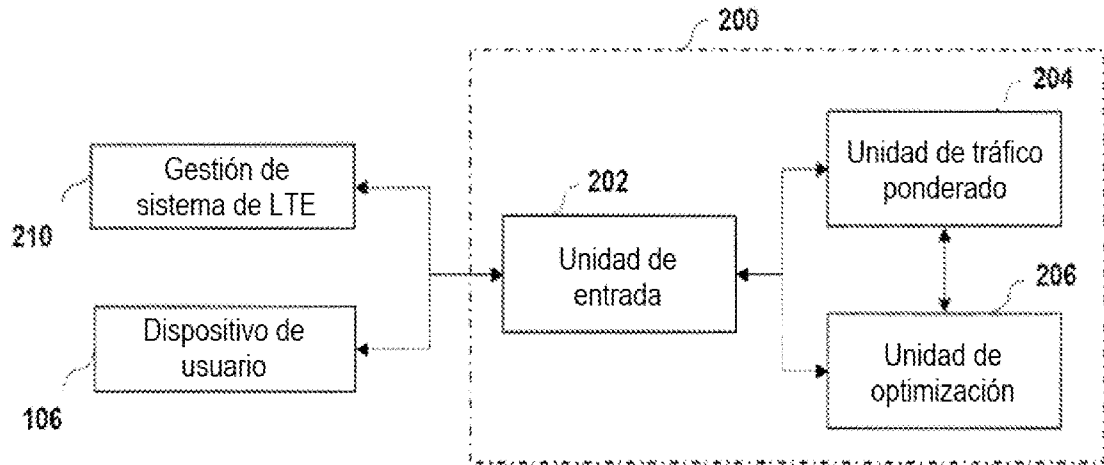 200
204
Unidad de tráfico
ponderado
Gestión de
sistema de LTE
202
210
Unidad de
entrada
206
Dispositivo de
usuario
Unidad de
optimización
106